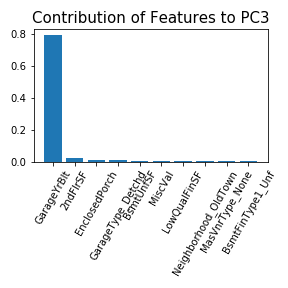 Contribution of Features to PC3
0.8
0.6
0.4
0.2
0.0
GarageYrBlt
2ndFlrSF
EnclosedPorch
GarageType_Detchd
BsmtUnfSF
MiscVal
LowQualFinSF
Neighborhood_OldTown
MasVnrType_None
BsmtFinType1_Unf